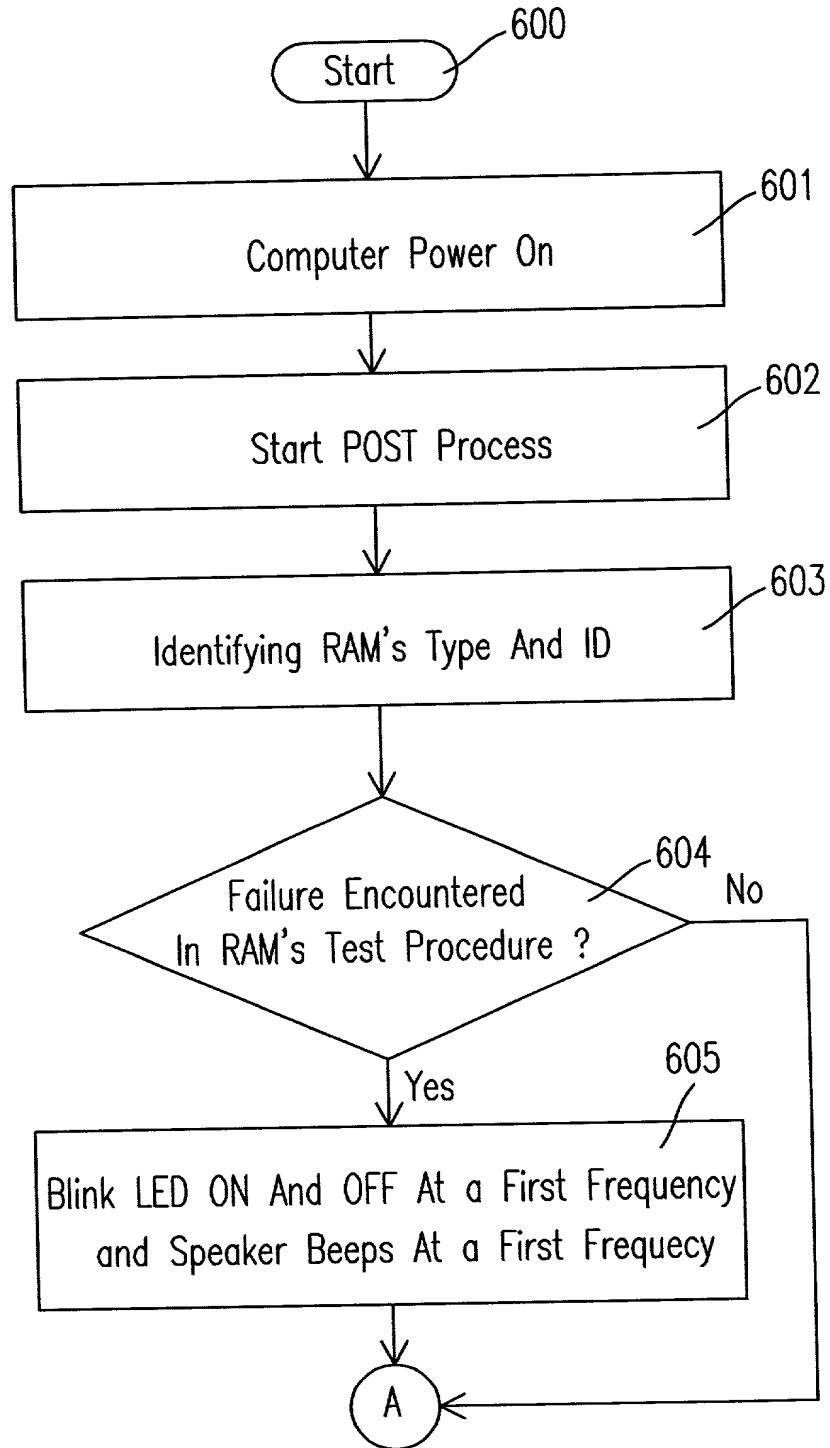 600
Start
601
Computer Power On
602
Start POST Process
603
Identifying RAM's Type And ID
604
Failure Encountered
In RAM's Test Procedure ?
No
Yes
605
Blink LED ON And OFF At a First Frequency
and Speaker Beeps At a First Frequecy
A